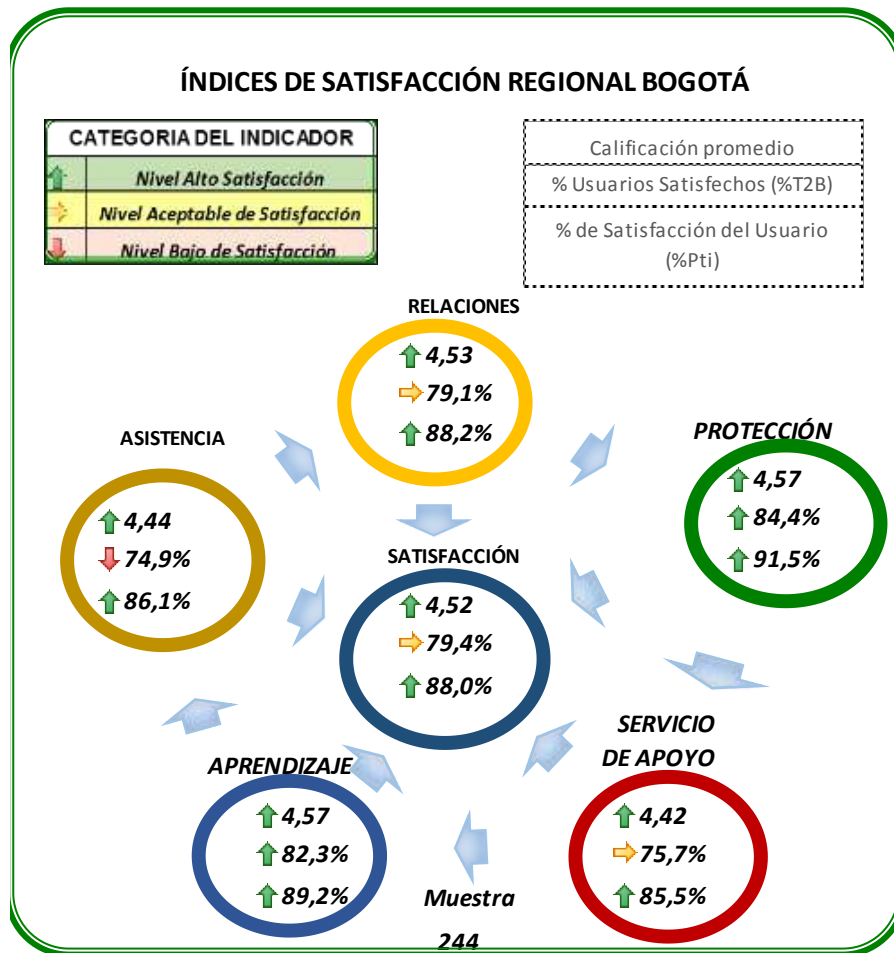 ÍNDICES DE SATISFACCIÓN REGIONAL BOGOTÁ
CATEGORIA DEL INDICADOR
Nivel Alto Satisfacción
Nivel Aceptable de Satisfacción
Nivel Bajo de Satisfacción
Calificación promedio
% Usuarios Satisfechos (%T2B)
% de Satisfacción del Usuario
(%Pti)
RELACIONES
4,53
79,1%
88,2%
ASISTENCIA
4,44
74,9%
86,1%
PROTECCIÓN
4,57
84,4%
91,5%
SATISFACCIÓN
4,52
79,4%
88,0%
APRENDIZAJE
4,57
82,3%
89,2%
SERVICIO
DE APOYO
4,42
75,7%
85,5%
Muestra
244